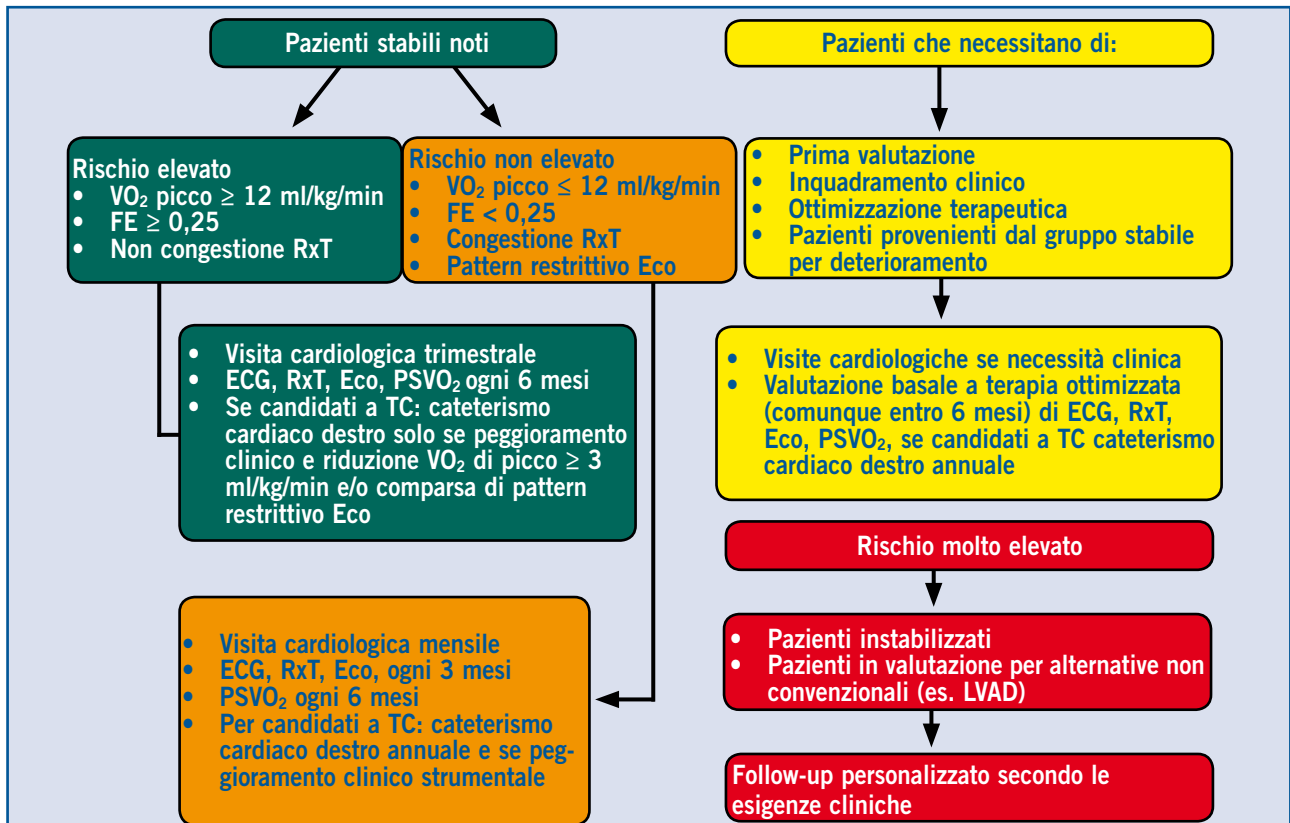 Pazienti stabili noti
Rischio elevato
• VO₂ picco ≥ 12 ml/kg/min
• FE ≥ 0,25
• Non congestione RxT
Rischio non elevato
• VO₂ picco ≤ 12 ml/kg/min
• FE < 0,25
• Congestione RxT
• Pattern restrittivo Eco
• Visita cardiologica trimestrale
• ECG, RxT, Eco, PSVO₂ ogni 6 mesi
• Se candidati a TC: cateterismo
cardiaco destro solo se peggioramento
clinico e riduzione VO₂ di picco ≥ 3
ml/kg/min e/o comparsa di pattern
restrittivo Eco
• Visita cardiologica mensile
• ECG, RxT, Eco, ogni 3 mesi
• PSVO₂ ogni 6 mesi
• Per candidati a TC: cateterismo
cardiaco destro annuale e se peg-
gioramento clinico strumentale
Pazienti che necessitano di:
• Prima valutazione
• Inquadramento clinico
• Ottimizzazione terapeutica
• Pazienti provenienti dal gruppo stabile
per deterioramento
• Visite cardiologiche se necessità clinica
• Valutazione basale a terapia ottimizzata
(comunque entro 6 mesi) di ECG, RxT,
Eco, PSVO₂, se candidati a TC cateterismo
cardiaco destro annuale
Rischio molto elevato
• Pazienti instabilizzati
• Pazienti in valutazione per alternative non
convenzionali (es. LVAD)
Follow-up personalizzato secondo le
esigenze cliniche